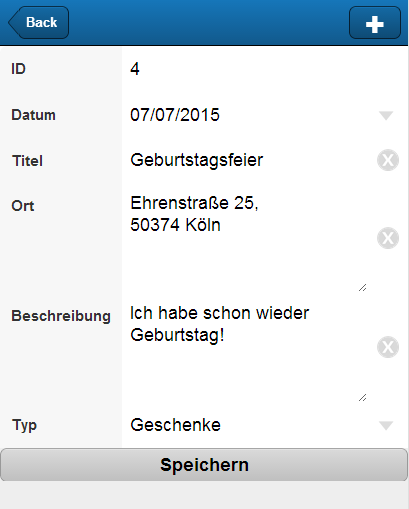 Back
ID 4
Datum 07/07/2015
Titel Geburtstagsfeier
Ort Ehrenstraße 25,
50374 Köln
Beschreibung Ich habe schon wieder
Geburtstag!
Typ Geschenke
Speichern